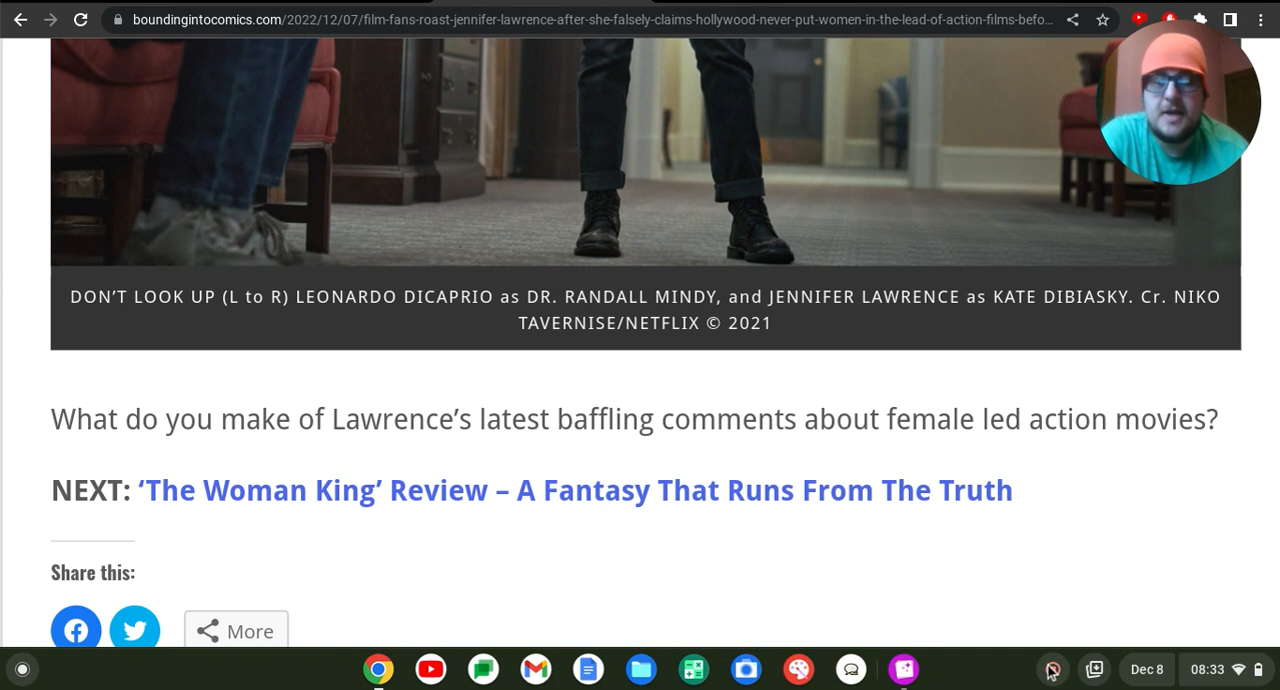 boundingintocomics.com/2022/12/07/film-fans-roast-jennifer-lawrence-after-she-falsely-claims-hollywood-never-put-women-in-the-lead-of-action-films-befo...
DON'T LOOK UP (L to R) LEONARDO DICAPRIO as DR. RANDALL MINDY, and JENNIFER LAWRENCE as KATE DIBIASKY. Cr. NIKO
TAVERNISE/NETFLIX © 2021
What do you make of Lawrence's latest baffling comments about female led action movies?
NEXT: 'The Woman King' Review – A Fantasy That Runs From The Truth
Share this:
More
Dec 8 08:33